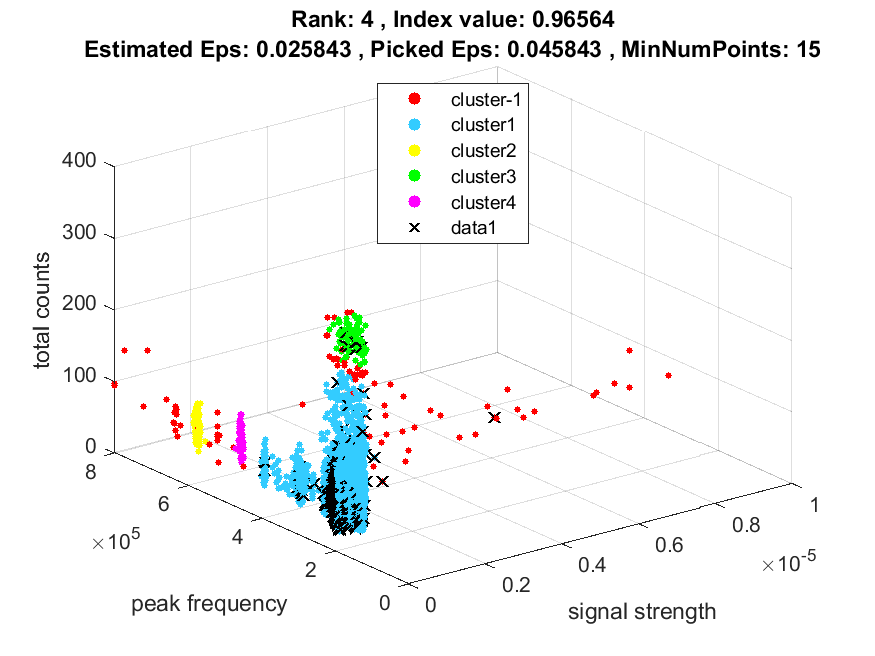 Rank: 4 , Index value: 0.96564
Estimated Eps: 0.025843 , Picked Eps: 0.045843 , MinNumPoints: 15
cluster-1
cluster1
cluster2
cluster3
cluster4
data1
400
300
200
100
0
total counts
8
6
4
2
0
×10^5
peak frequency
0
0.2
0.4
0.6
0.8
1
×10^-5
signal strength